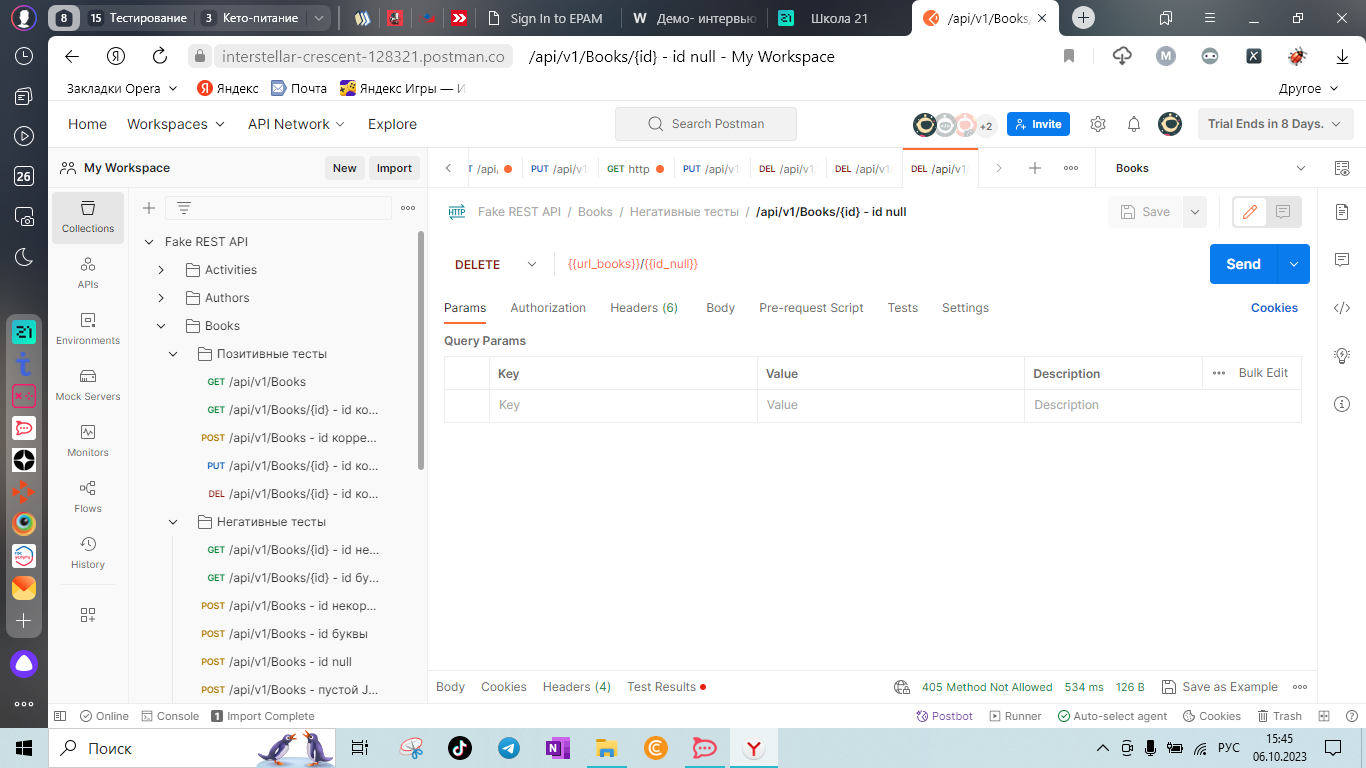 8 15 Тестирование 3 Кето-питание Sign In to EPAM Демо- интервью Школа 21 /api/v1/Books/
interstellar-crescent-128321.postman.co /api/v1/Books/{id} - id null - My Workspace
Закладки Opera Яндекс Почта Яндекс Игры — И Другое
Home Workspaces API Network Explore Search Postman +2 Invite Trial Ends in 8 Days.
My Workspace New Import /api, PUT /api/v1 GET http PUT /api/v1 DEL /api/v1/ DEL /api/v1/ DEL /api/v1/ Books
26
Collections
HTTP Fake REST API / Books / Негативные тесты / /api/v1/Books/{id} - id null Save
Fake REST API
Activities
DELETE {{url_books}}/{{id_null}} Send
APIs
Authors
Params Authorization Headers (6) Body Pre-request Script Tests Settings Cookies
Books
Environments
Query Params
Позитивные тесты
Key Value Description Bulk Edit
GET /api/v1/Books
Mock Servers
Key Value Description
GET /api/v1/Books/{id} - id ко...
POST /api/v1/Books - id корре...
Monitors
PUT /api/v1/Books/{id} - id ко...
DEL /api/v1/Books/{id} - id ко...
Flows
Негативные тесты
GET /api/v1/Books/{id} - id не...
History
GET /api/v1/Books/{id} - id бу...
POST /api/v1/Books - id некор...
POST /api/v1/Books - id буквы
POST /api/v1/Books - id null
POST /api/v1/Books - пустой J...
Body Cookies Headers (4) Test Results 405 Method Not Allowed 534 ms 126 B Save as Example
Online Console 1 Import Complete Postbot Runner Auto-select agent Cookies Trash
Поиск РУС 15:45
06.10.2023